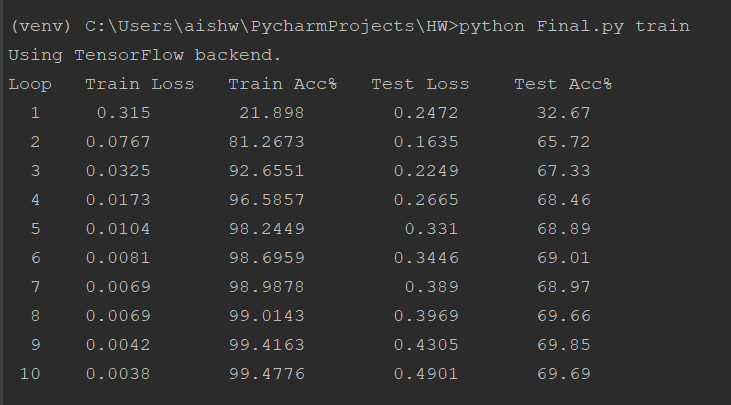 (venv) C:\Users\aishw\PycharmProjects\HW>python Final.py train
Using TensorFlow backend.
Loop Train Loss Train Acc% Test Loss Test Acc%
1 0.315 21.898 0.2472 32.67
2 0.0767 81.2673 0.1635 65.72
3 0.0325 92.6551 0.2249 67.33
4 0.0173 96.5857 0.2665 68.46
5 0.0104 98.2449 0.331 68.89
6 0.0081 98.6959 0.3446 69.01
7 0.0069 98.9878 0.389 68.97
8 0.0069 99.0143 0.3969 69.66
9 0.0042 99.4163 0.4305 69.85
10 0.0038 99.4776 0.4901 69.69